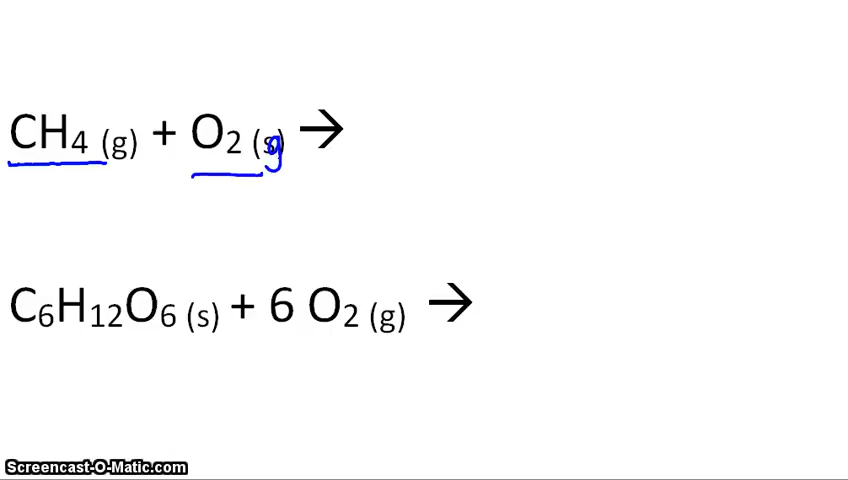 CH4 (g) + O2 (g) →
C6H12O6 (s) + 6 O2 (g) →
Screencast-O-Matic.com